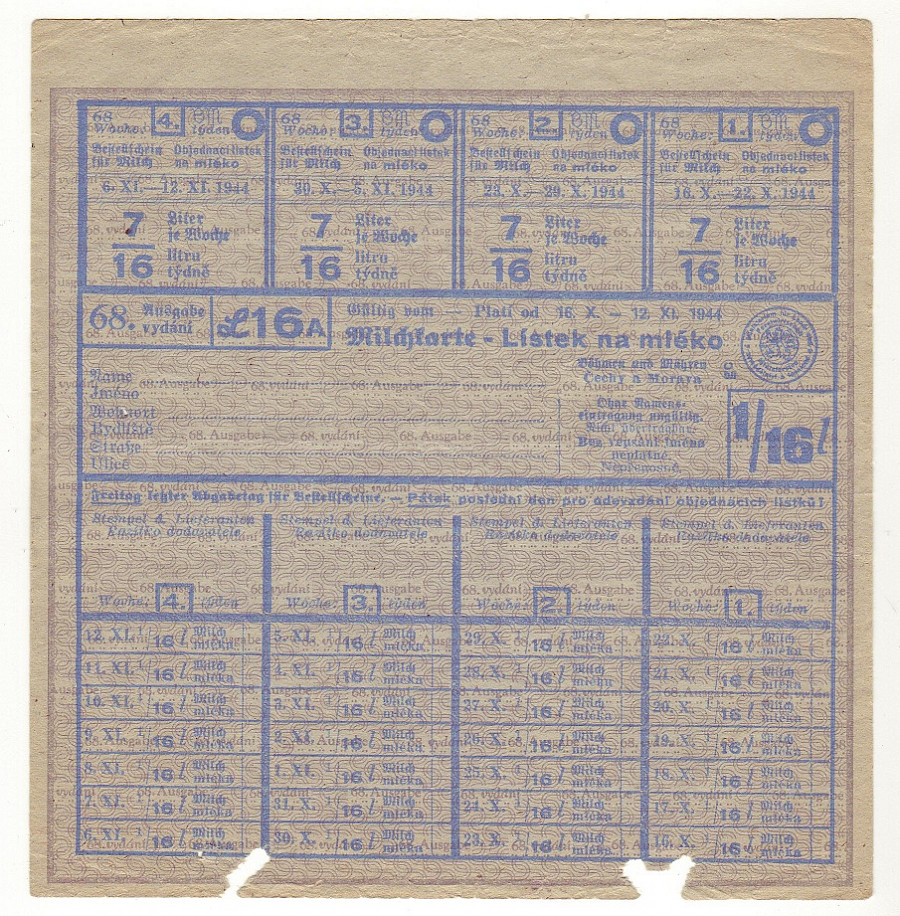 68
Woche: 4. týden
Bestellschein Objednací lístek
für Milch na mléko
6. XI.—12. XI. 1944
7/16 Liter je Woche
litru týdně
68
Woche: 3. týden
Bestellschein Objednací lístek
für Milch na mléko
30. X.—5. XI. 1944
7/16 Liter je Woche
litru týdně
68
Woche: 2. týden
Bestellschein Objednací lístek
für Milch na mléko
23. X.—29. X. 1944
7/16 Liter je Woche
litru týdně
68
Woche: 1. týden
Bestellschein Objednací lístek
für Milch na mléko
16. X.—22. X. 1944
7/16 Liter je Woche
litru týdně
68. Ausgabe
vydání
L16A
Gültig vom — Platí od 16. X. — 12. XI. 1944
Milchkarte - Lístek na mléko
Böhmen und Mähren
Čechy a Morava
Name
Jméno
Wohnort
Bydliště
Straße
Ulice
Ohne Namens-
eintragung ungültig.
Nicht übertragbar
Bez vepsání jména
neplatné.
Nepřenosné.
1/16 l
Freitag letzter Abgabetag für Bestellscheine. — Pátek poslední den pro odevzdání objednacích lístků!
Stempel d. Lieferanten Stempel d. Lieferanten Stempel d. Lieferanten Stempel d. Lieferanten
Razítko dodavatele Razítko dodavatele Razítko dodavatele Razítko dodavatele
Woche: 4. týden Woche: 3. týden Woche: 2. týden Woche: 1. týden
12. XI. 1/16 l Milch mléka 5. XI. 1/16 l Milch mléka 29. X. 1/16 l Milch mléka 22. X. 1/16 l Milch mléka
11. XI. 1/16 l Milch mléka 4. XI. 1/16 l Milch mléka 28. X. 1/16 l Milch mléka 21. X. 1/16 l Milch mléka
10. XI. 1/16 l Milch mléka 3. XI. 1/16 l Milch mléka 27. X. 1/16 l Milch mléka 20. X. 1/16 l Milch mléka
9. XI. 1/16 l Milch mléka 2. XI. 1/16 l Milch mléka 26. X. 1/16 l Milch mléka 19. X. 1/16 l Milch mléka
8. XI. 1/16 l Milch mléka 1. XI. 1/16 l Milch mléka 25. X. 1/16 l Milch mléka 18. X. 1/16 l Milch mléka
7. XI. 1/16 l Milch mléka 31. X. 1/16 l Milch mléka 24. X. 1/16 l Milch mléka 17. X. 1/16 l Milch mléka
6. XI. 1/16 l Milch mléka 30. X. 1/16 l Milch mléka 23. X. 1/16 l Milch mléka 16. X. 1/16 l Milch mléka